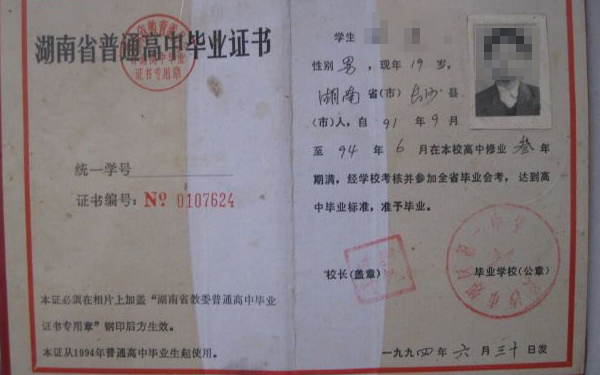 湖南省普通高中毕业证书
证书专用章
统一学号
证书编号: № 0107624
本证必须在相片上加盖“湖南省教委普通高中毕业
证书专用章”钢印后方生效。
本证从1994年普通高中毕业生起使用。
学生
性别 男, 现年 19 岁,
湖南 省(市) 长沙 县
(市)人, 自 91 年 9 月
至 94 年 6 月在本校高中修业 叁 年
期满, 经学校考核并参加全省毕业会考, 达到高
中毕业标准, 准予毕业。
校长(盖章)
毕业学校(公章)
一九九四年 六 月 三十 日发